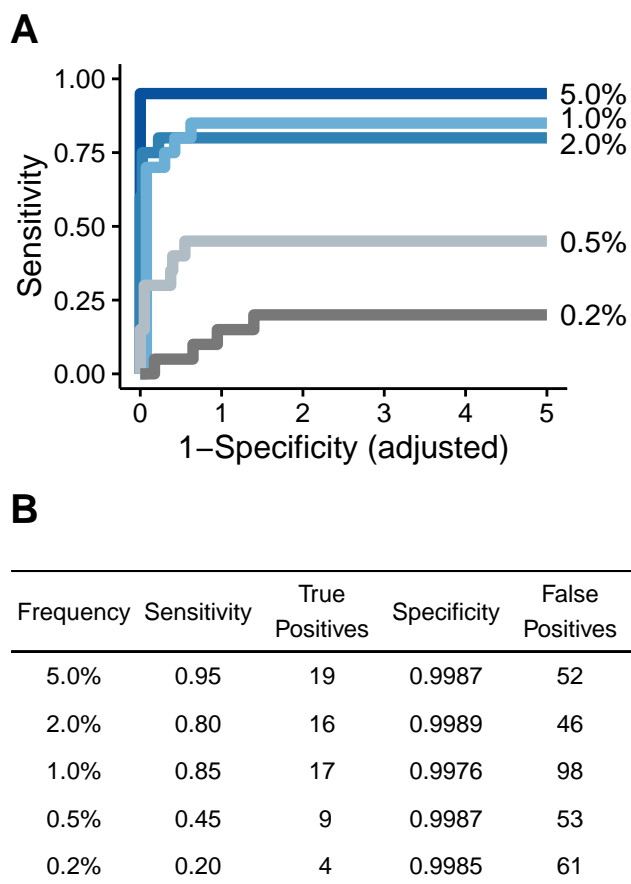 A
1.00
0.75
0.50
0.25
0.00
Sensitivity
5.0%
1.0%
2.0%
0.5%
0.2%
0 1 2 3 4 5
1−Specificity (adjusted)
B
Frequency Sensitivity True Positives Specificity False Positives
5.0% 0.95 19 0.9987 52
2.0% 0.80 16 0.9989 46
1.0% 0.85 17 0.9976 98
0.5% 0.45 9 0.9987 53
0.2% 0.20 4 0.9985 61